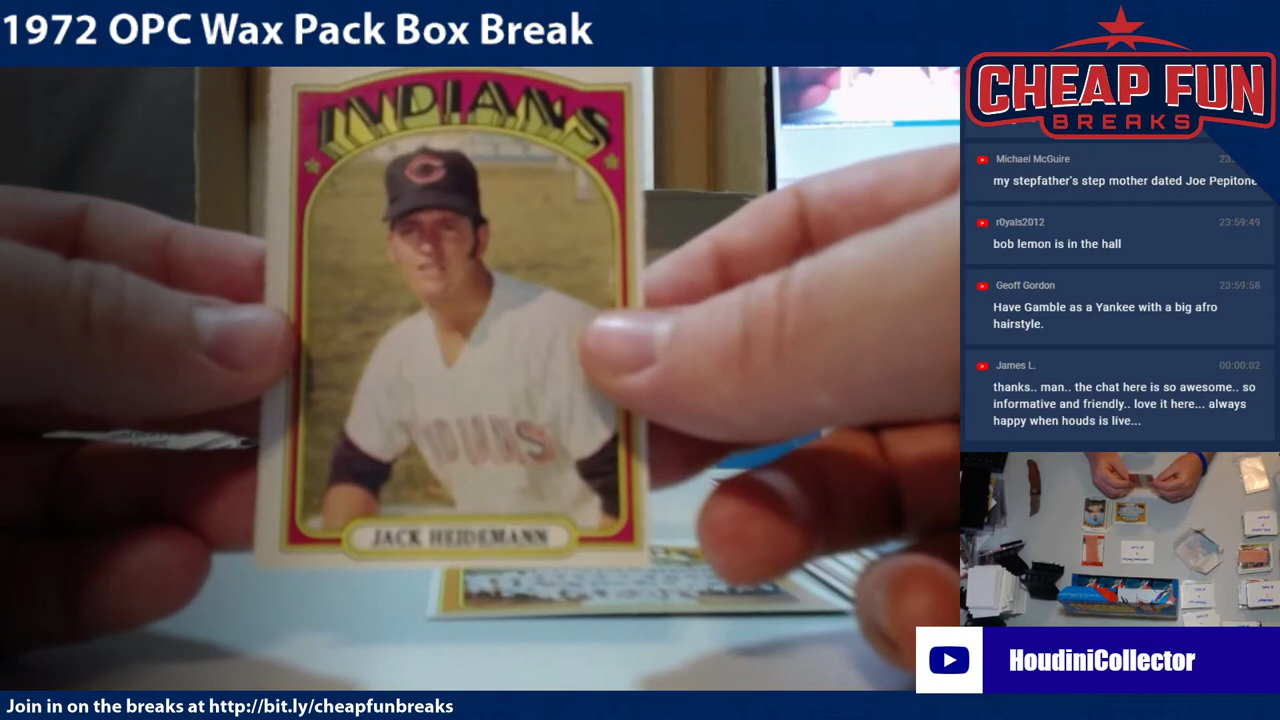 1972 OPC Wax Pack Box Break
INDIANS
INDIANS
JACK HEIDEMANN
CHEAP FUN
BREAKS
Michael McGuire 23:
my stepfather's step mother dated Joe Pepitone
r0yals2012 23:59:49
bob lemon is in the hall
Geoff Gordon 23:59:58
Have Gamble as a Yankee with a big afro
hairstyle.
James L. 00:00:02
thanks.. man.. the chat here is so awesome.. so
informative and friendly.. love it here... always
happy when houds is live...
HoudiniCollector
Join in on the breaks at http://bit.ly/cheapfunbreaks